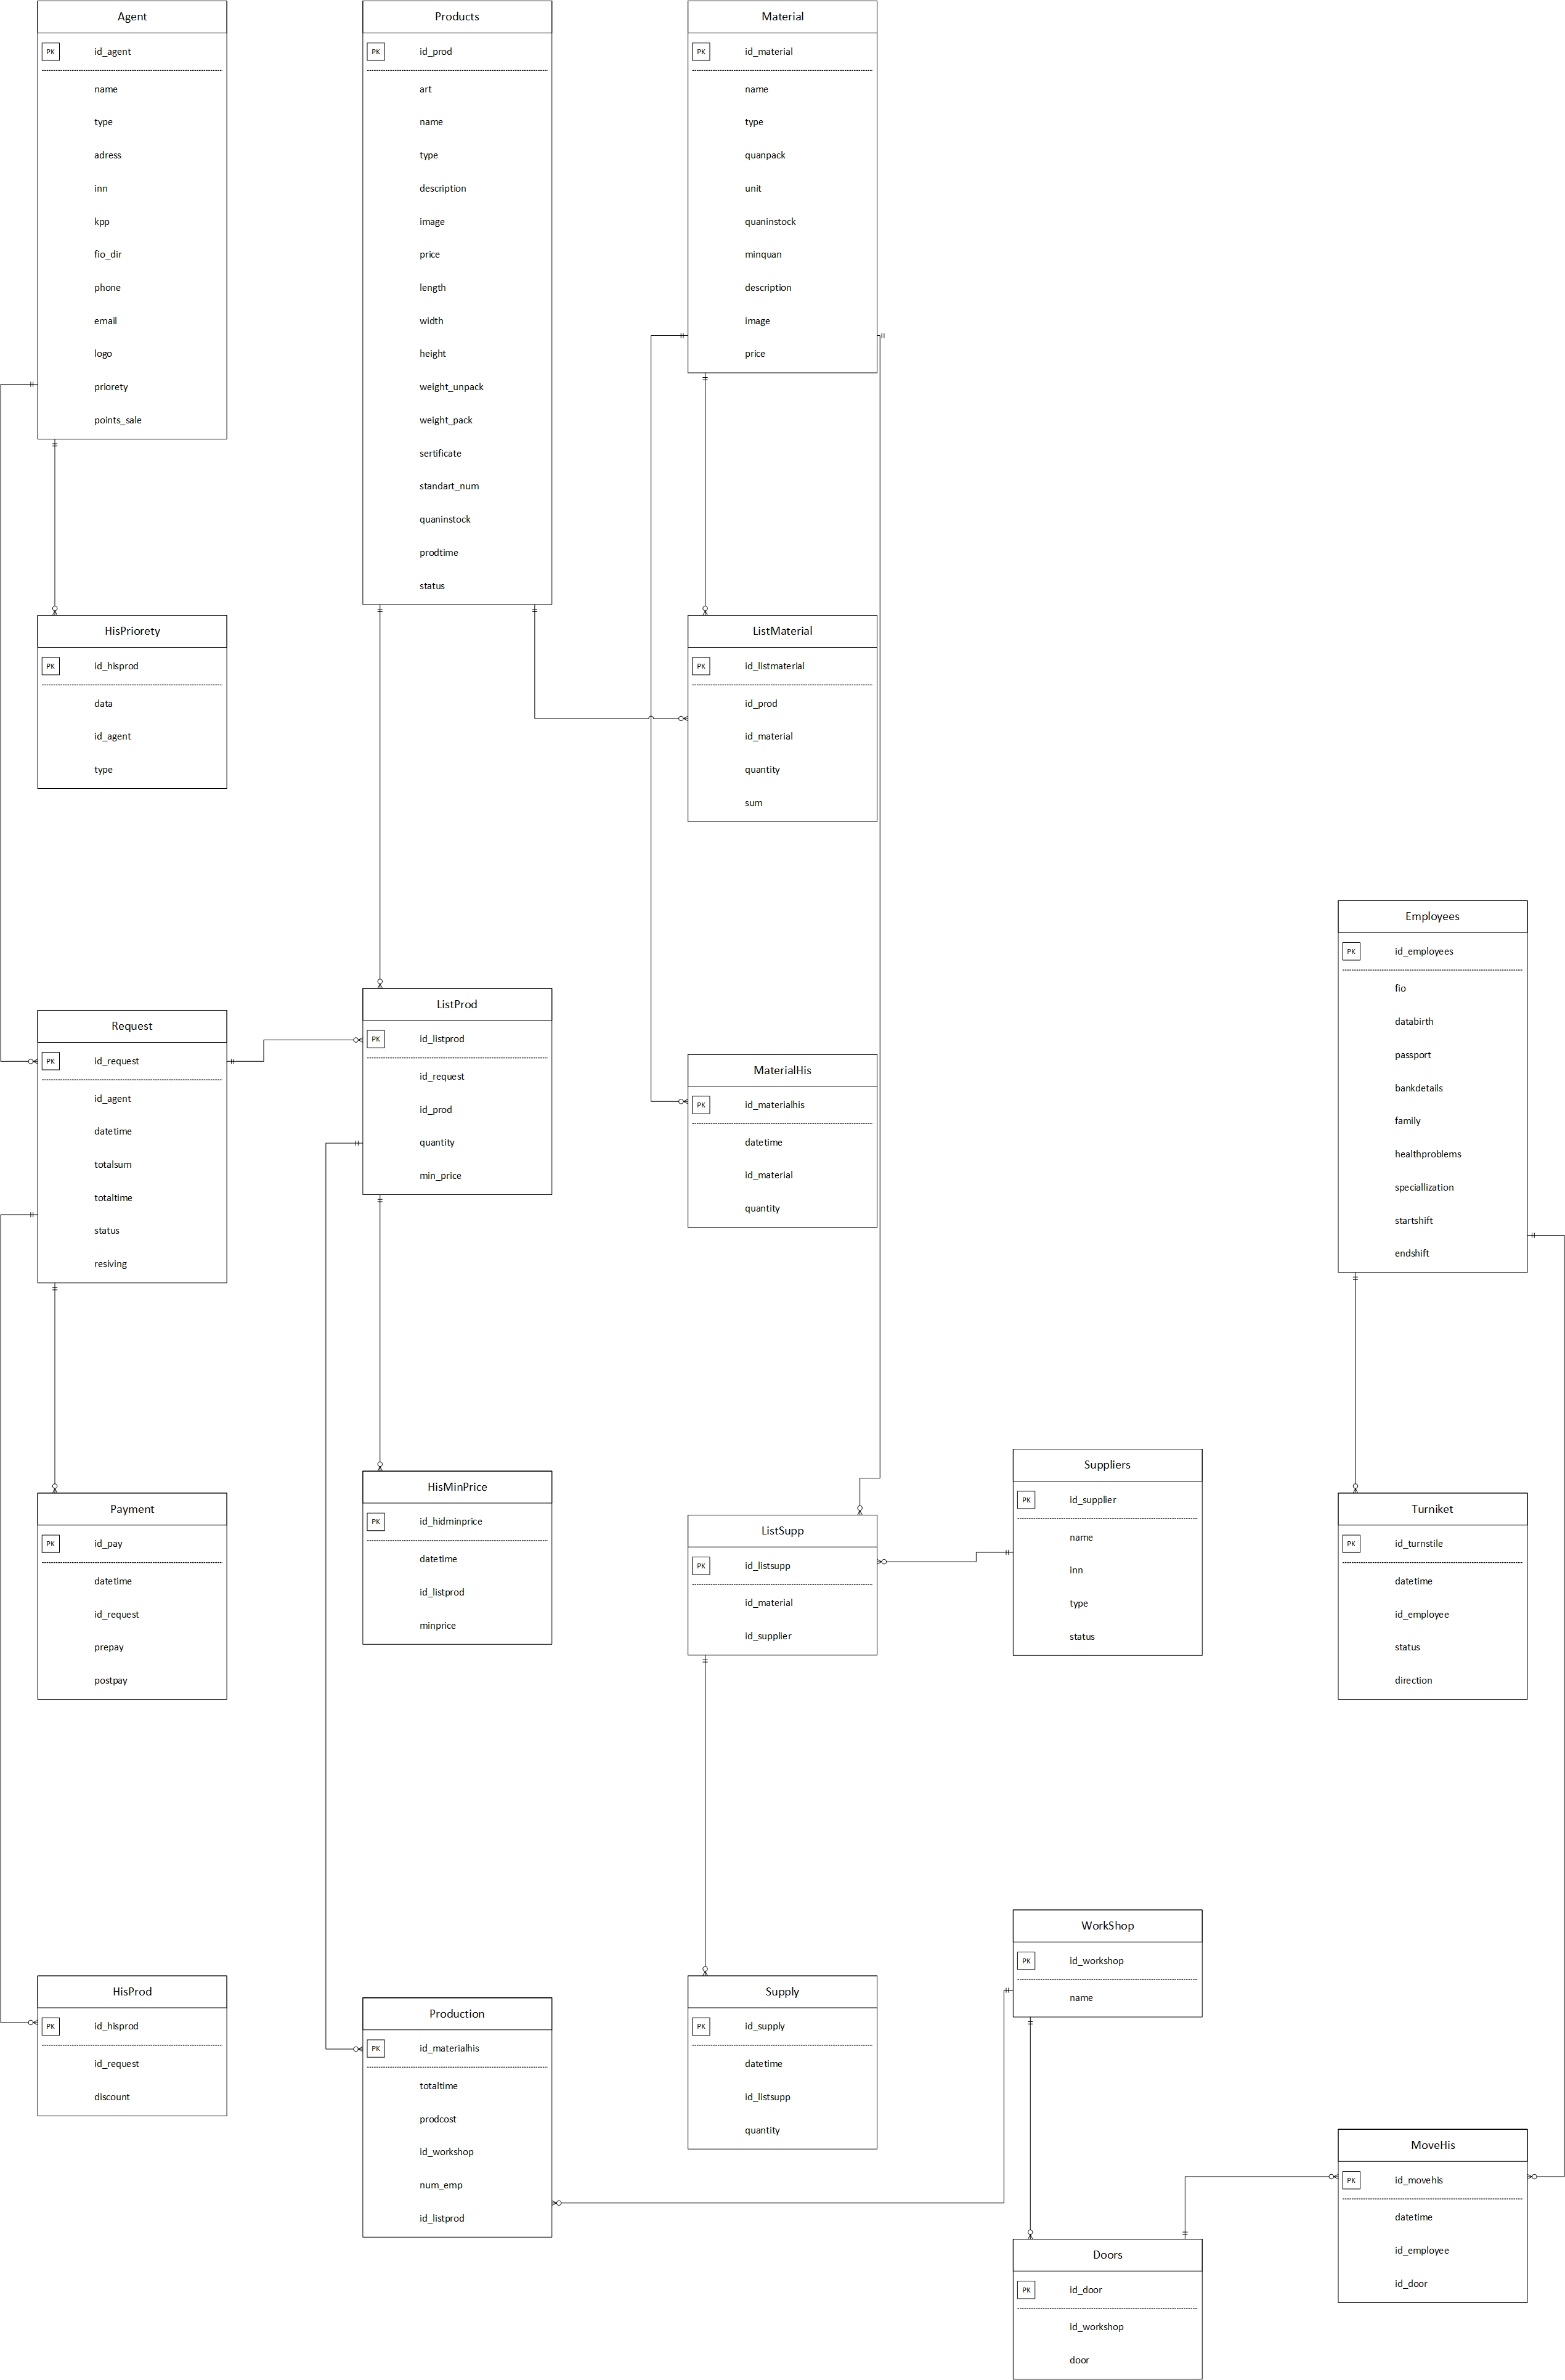 Agent
PK id_agent
name
type
adress
inn
kpp
fio_dir
phone
email
logo
priorety
points_sale
Products
PK id_prod
art
name
type
description
image
price
length
width
height
weight_unpack
weight_pack
sertificate
standart_num
quaninstock
prodtime
status
Material
PK id_material
name
type
quanpack
unit
quaninstock
minquan
description
image
price
HisPriorety
PK id_hisprod
data
id_agent
type
ListMaterial
PK id_listmaterial
id_prod
id_material
quantity
sum
Employees
PK id_employees
fio
databirth
passport
bankdetails
family
healthproblems
speciallization
startshift
endshift
Request
PK id_request
id_agent
datetime
totalsum
totaltime
status
resiving
ListProd
PK id_listprod
id_request
id_prod
quantity
min_price
MaterialHis
PK id_materialhis
datetime
id_material
quantity
Payment
PK id_pay
datetime
id_request
prepay
postpay
HisMinPrice
PK id_hidminprice
datetime
id_listprod
minprice
ListSupp
PK id_listsupp
id_material
id_supplier
Suppliers
PK id_supplier
name
inn
type
status
Turniket
PK id_turnstile
datetime
id_employee
status
direction
HisProd
PK id_hisprod
id_request
discount
Production
PK id_materialhis
totaltime
prodcost
id_workshop
num_emp
id_listprod
Supply
PK id_supply
datetime
id_listsupp
quantity
WorkShop
PK id_workshop
name
Doors
PK id_door
id_workshop
door
MoveHis
PK id_movehis
datetime
id_employee
id_door